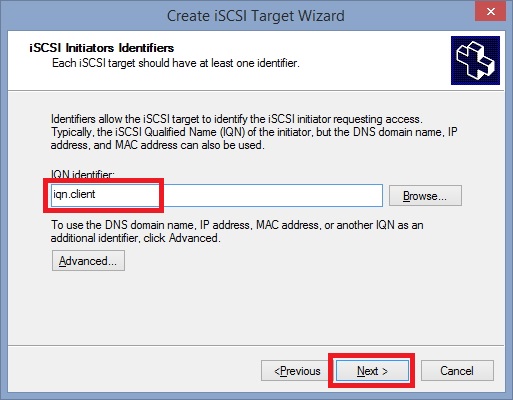 Create iSCSI Target Wizard
iSCSI Initiators Identifiers
Each iSCSI target should have at least one identifier.
Identifiers allow the iSCSI target to identify the iSCSI initiator requesting access.
Typically, the iSCSI Qualified Name (IQN) of the initiator, but the DNS domain name, IP
address, and MAC address can also be used.
IQN identifier:
iqn.client
Browse...
To use the DNS domain name, IP address, MAC address, or another IQN as an
additional identifier, click Advanced.
Advanced...
<Previous
Next >
Cancel